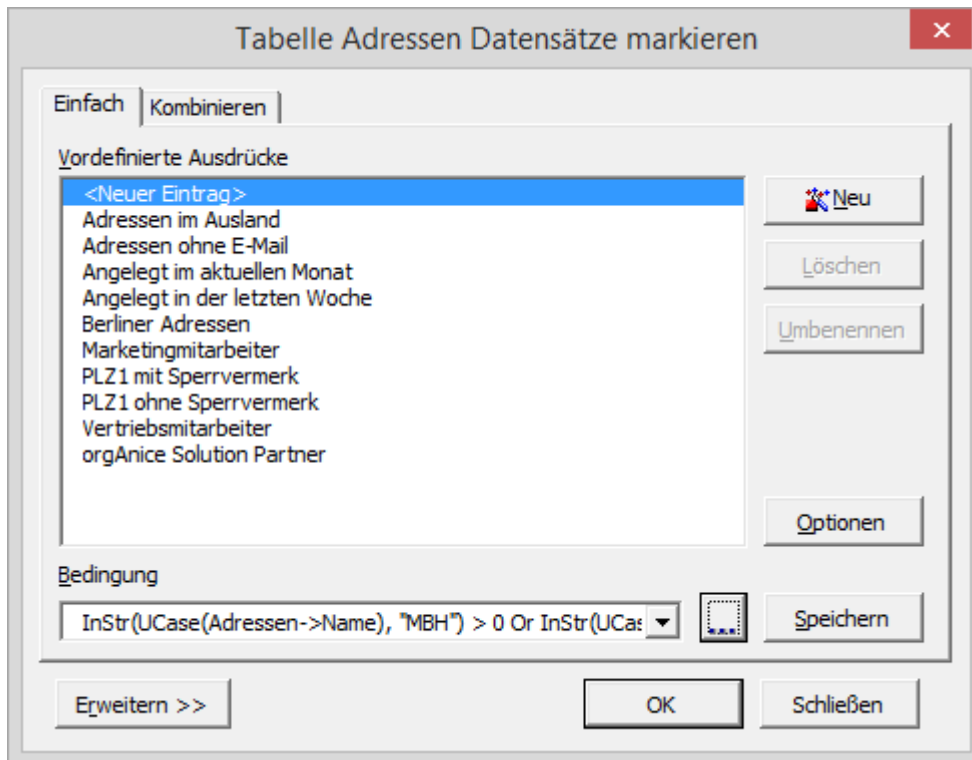 Tabelle Adressen Datensätze markieren
Einfach
Kombinieren
Vordefinierte Ausdrücke
<Neuer Eintrag>
Adressen im Ausland
Adressen ohne E-Mail
Angelegt im aktuellen Monat
Angelegt in der letzten Woche
Berliner Adressen
Marketingmitarbeiter
PLZ1 mit Sperrvermerk
PLZ1 ohne Sperrvermerk
Vertriebsmitarbeiter
orgAnice Solution Partner
Neu
Löschen
Umbenennen
Optionen
Bedingung
InStr(UCase(Adressen->Name), "MBH") > 0 Or InStr(UCas
...
Speichern
Erweitern >>
OK
Schließen